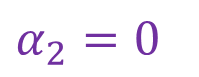 α₂ = 0